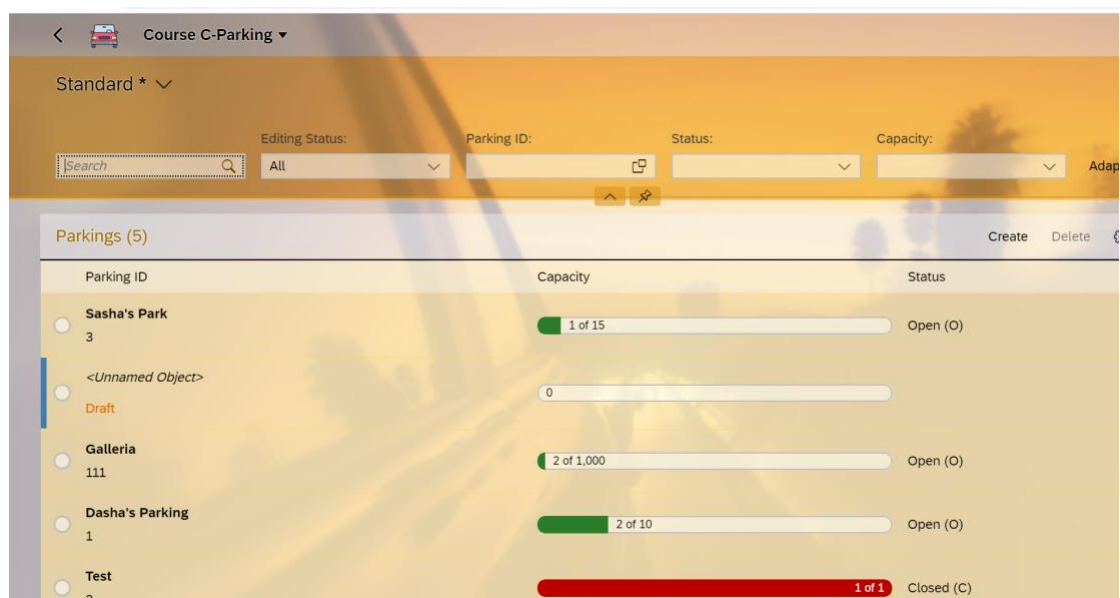 Course C-Parking
Standard *
Editing Status: Parking ID: Status: Capacity:
Search All
Parkings (5) Create Delete
Parking ID Capacity Status
Sasha's Park
3 1 of 15 Open (O)
<Unnamed Object>
Draft 0
Galleria
111 2 of 1,000 Open (O)
Dasha's Parking
1 2 of 10 Open (O)
Test
1 of 1 Closed (C)